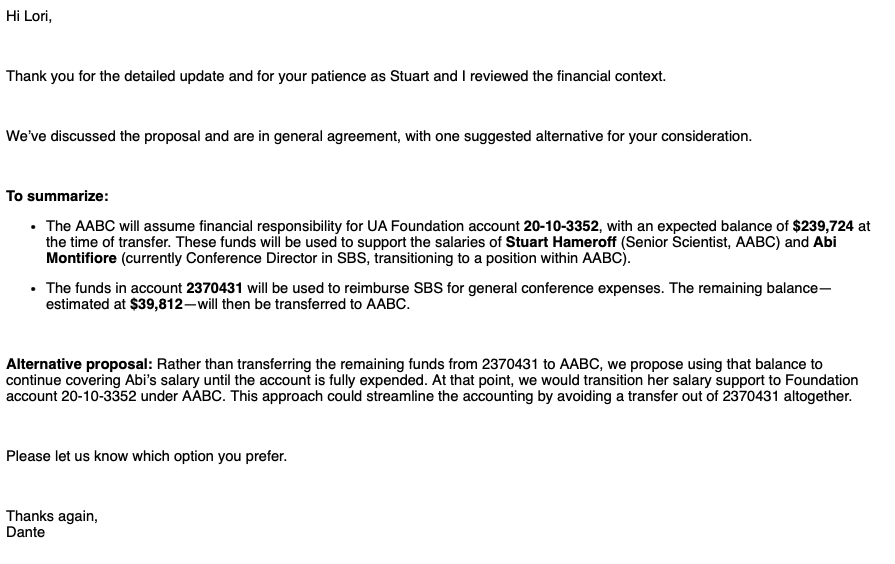 Hi Lori,
Thank you for the detailed update and for your patience as Stuart and I reviewed the financial context.
We’ve discussed the proposal and are in general agreement, with one suggested alternative for your consideration.
To summarize:
• The AABC will assume financial responsibility for UA Foundation account 20-10-3352, with an expected balance of $239,724 at
the time of transfer. These funds will be used to support the salaries of Stuart Hameroff (Senior Scientist, AABC) and Abi
Montifiore (currently Conference Director in SBS, transitioning to a position within AABC).
• The funds in account 2370431 will be used to reimburse SBS for general conference expenses. The remaining balance—
estimated at $39,812—will then be transferred to AABC.
Alternative proposal: Rather than transferring the remaining funds from 2370431 to AABC, we propose using that balance to
continue covering Abi’s salary until the account is fully expended. At that point, we would transition her salary support to Foundation
account 20-10-3352 under AABC. This approach could streamline the accounting by avoiding a transfer out of 2370431 altogether.
Please let us know which option you prefer.
Thanks again,
Dante